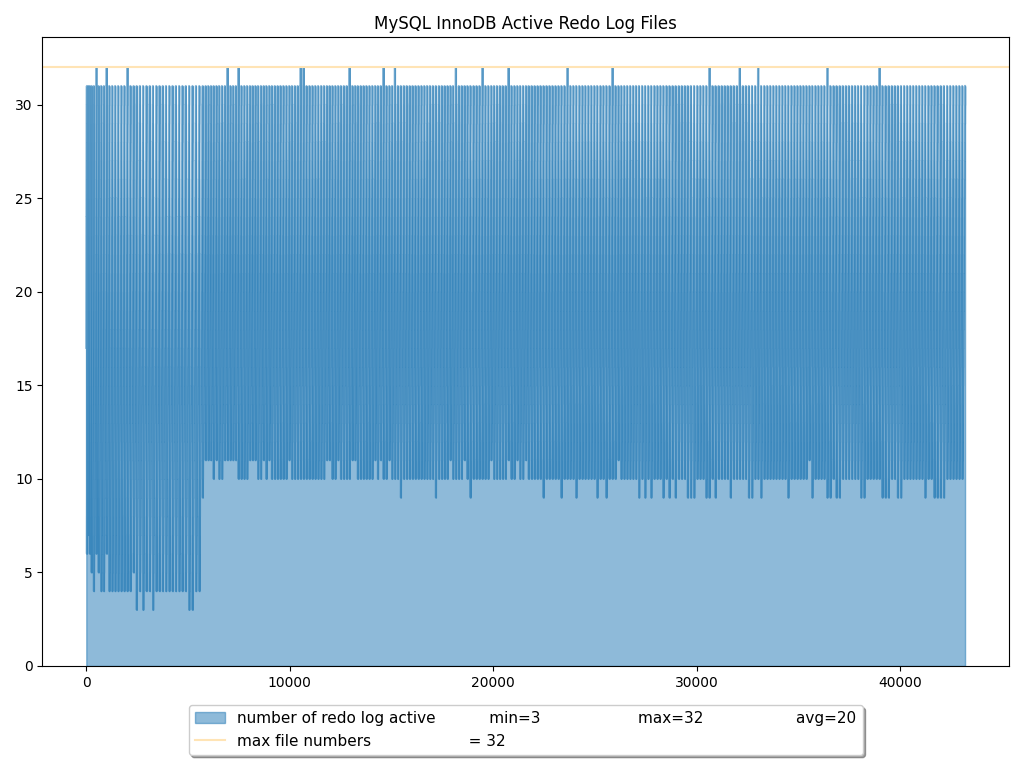 MySQL InnoDB Active Redo Log Files
30
25
20
15
10
5
0
0 10000 20000 30000 40000
number of redo log active min=3 max=32 avg=20
max file numbers = 32